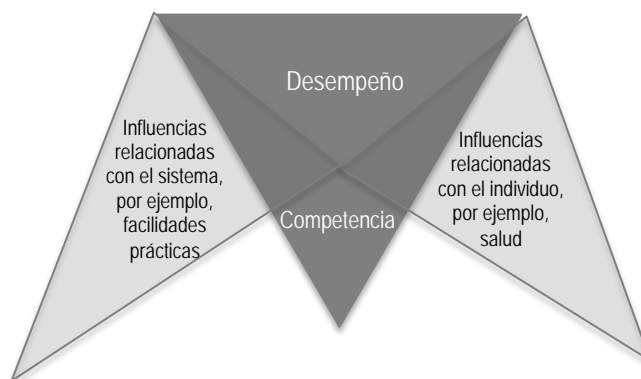 Desempeño
Influencias
relacionadas
con el sistema,
por ejemplo,
facilidades
prácticas
Competencia
Influencias
relacionadas
con el individuo,
por ejemplo,
salud